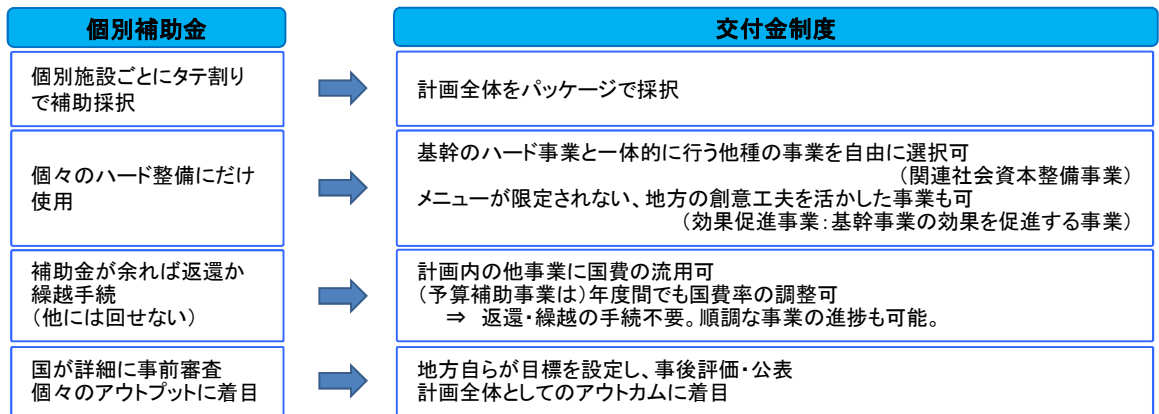 個別補助金
交付金制度
個別施設ごとにタテ割り
で補助採択
計画全体をパッケージで採択
個々のハード整備にだけ
使用
基幹のハード事業と一体的に行う他種の事業を自由に選択可
（関連社会資本整備事業）
メニューが限定されない、地方の創意工夫を活かした事業も可
（効果促進事業：基幹事業の効果を促進する事業）
補助金が余れば返還か
繰越手続
（他には回せない）
計画内の他事業に国費の流用可
（予算補助事業は）年度間でも国費率の調整可
⇒　返還・繰越の手続不要。順調な事業の進捗も可能。
国が詳細に事前審査
個々のアウトプットに着目
地方自らが目標を設定し、事後評価・公表
計画全体としてのアウトカムに着目